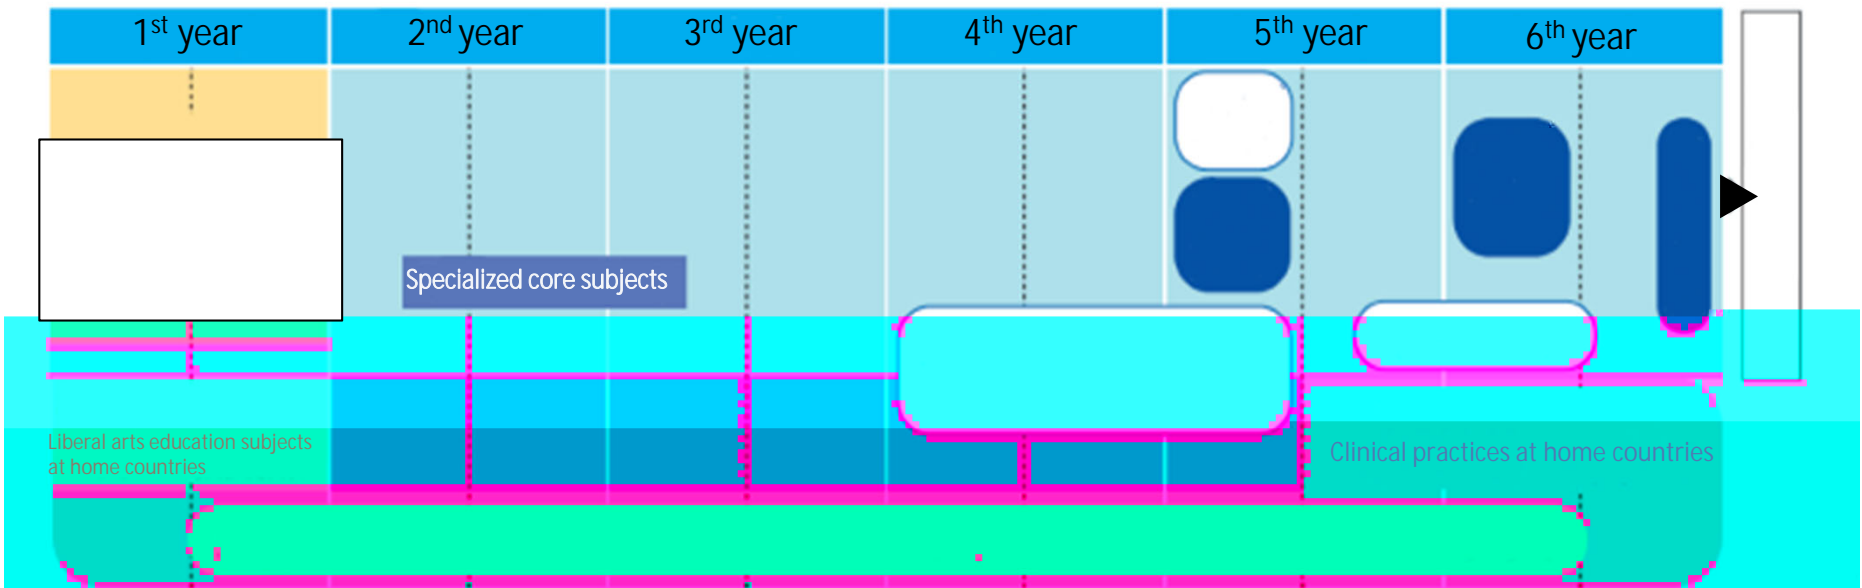 1st year
2nd year
3rd year
4th year
5th year
6th year
Specialized core subjects
Liberal arts education subjects
at home countries
Clinical practices at home countries